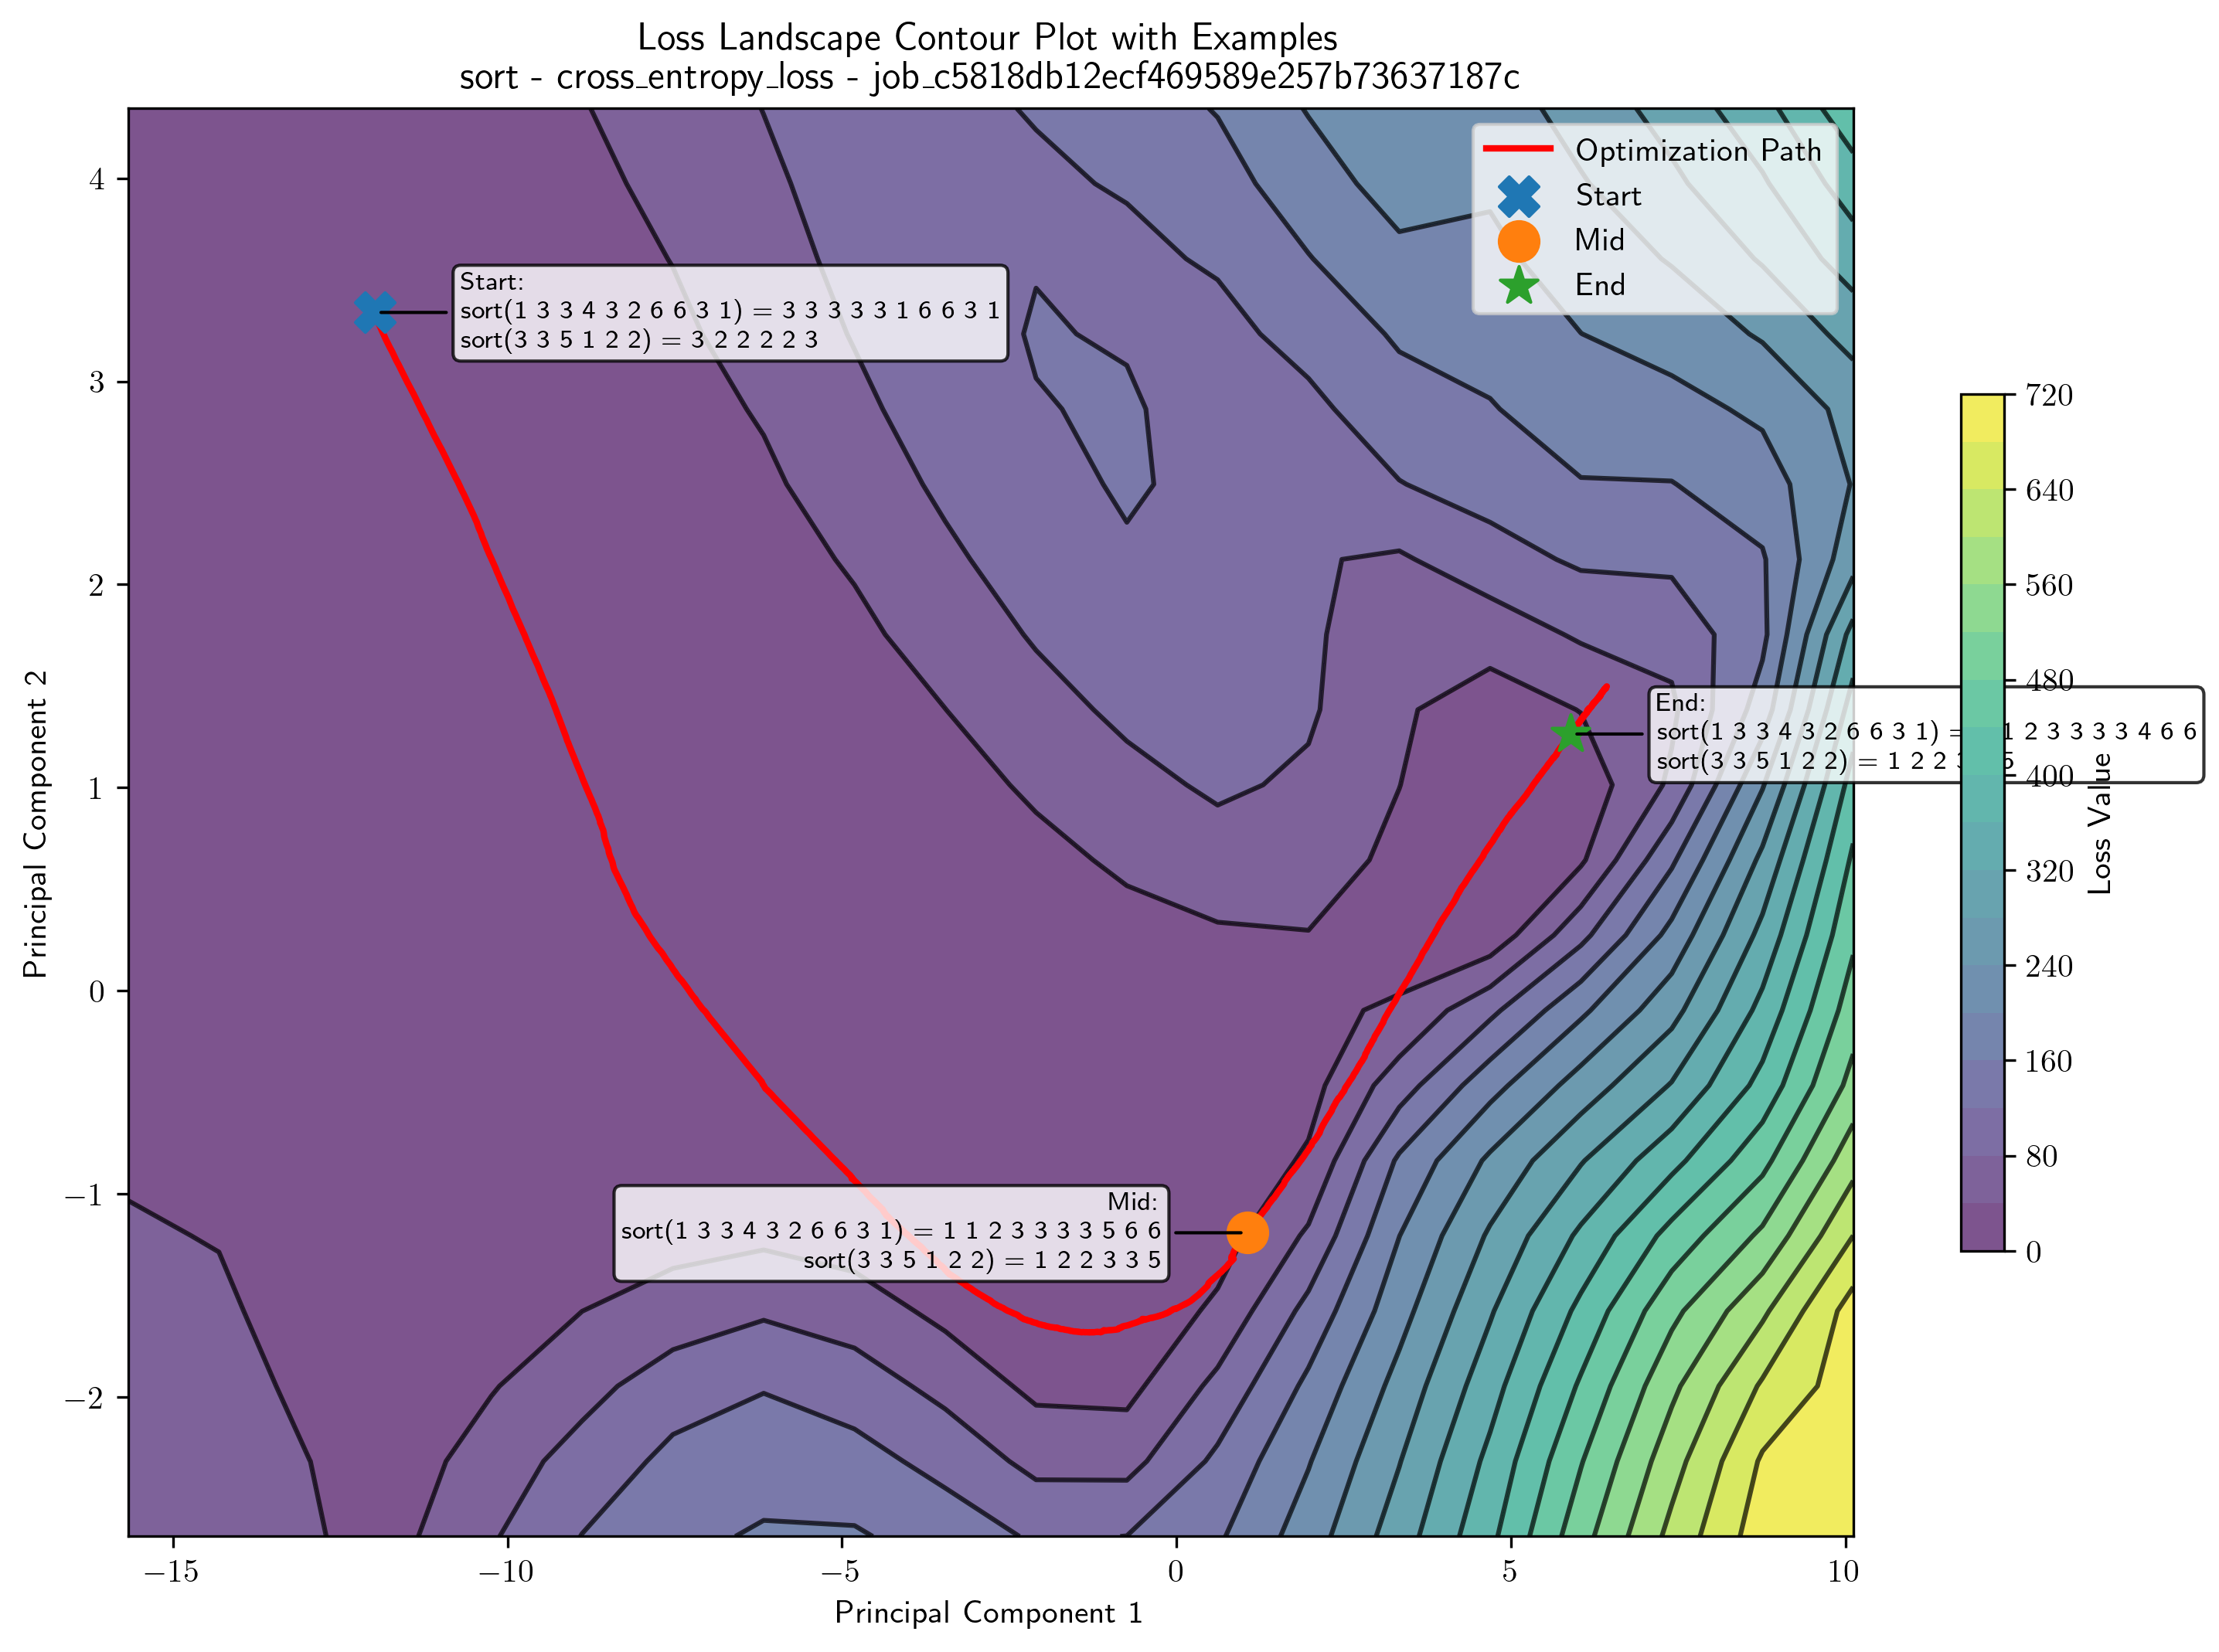 Loss Landscape Contour Plot with Examples
sort - cross_entropy_loss - job_c5818db12ecf469589e257b73637187c
Optimization Path
Start
Mid
End
Start:
sort(1 3 3 4 3 2 6 6 3 1) = 3 3 3 3 3 1 6 6 3 1
sort(3 3 5 1 2 2) = 3 2 2 2 2 3
End:
sort(1 3 3 4 3 2 6 6 3 1) = 1 2 3 3 3 3 4 6 6
sort(3 3 5 1 2 2) = 1 2 2 3
Mid:
sort(1 3 3 4 3 2 6 6 3 1) = 1 1 2 3 3 3 3 5 6 6
sort(3 3 5 1 2 2) = 1 2 2 3 3 5
Principal Component 2
4
3
2
1
0
−1
−2
−15
−10
−5
0
5
10
Principal Component 1
720
640
560
480
400
320
240
160
80
0
Loss Value